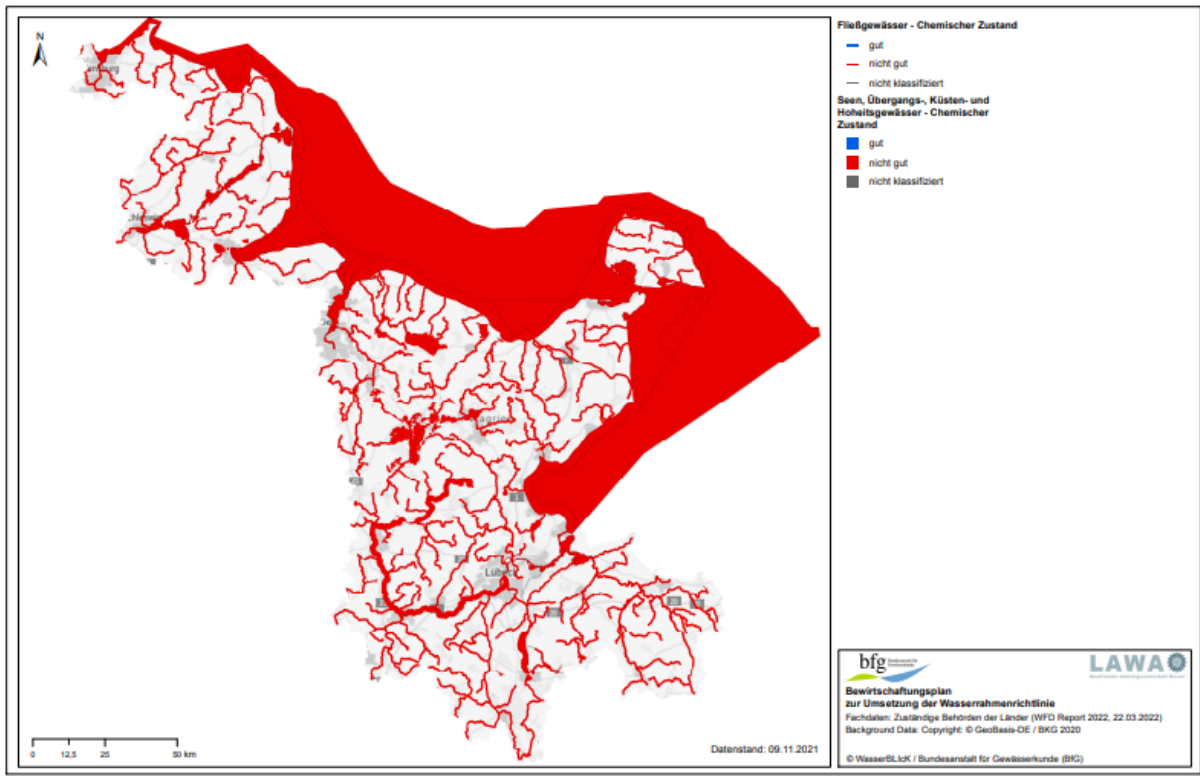 N
Fließgewässer - Chemischer Zustand
gut
nicht gut
nicht klassifiziert
Seen, Übergangs-, Küsten- und
Hoheitsgewässer - Chemischer
Zustand
gut
nicht gut
nicht klassifiziert
Lübeck
0 12,5 25 50 km
Datenstand: 09.11.2021
bfg
LAWA
Bewirtschaftungsplan
zur Umsetzung der Wasserrahmenrichtlinie
Fachdaten: Zuständige Behörden der Länder (WFD Report 2022, 22.03.2022)
Background Data: Copyright: © GeoBasis-DE / BKG 2020
© WasserBLIcK / Bundesanstalt für Gewässerkunde (BfG)